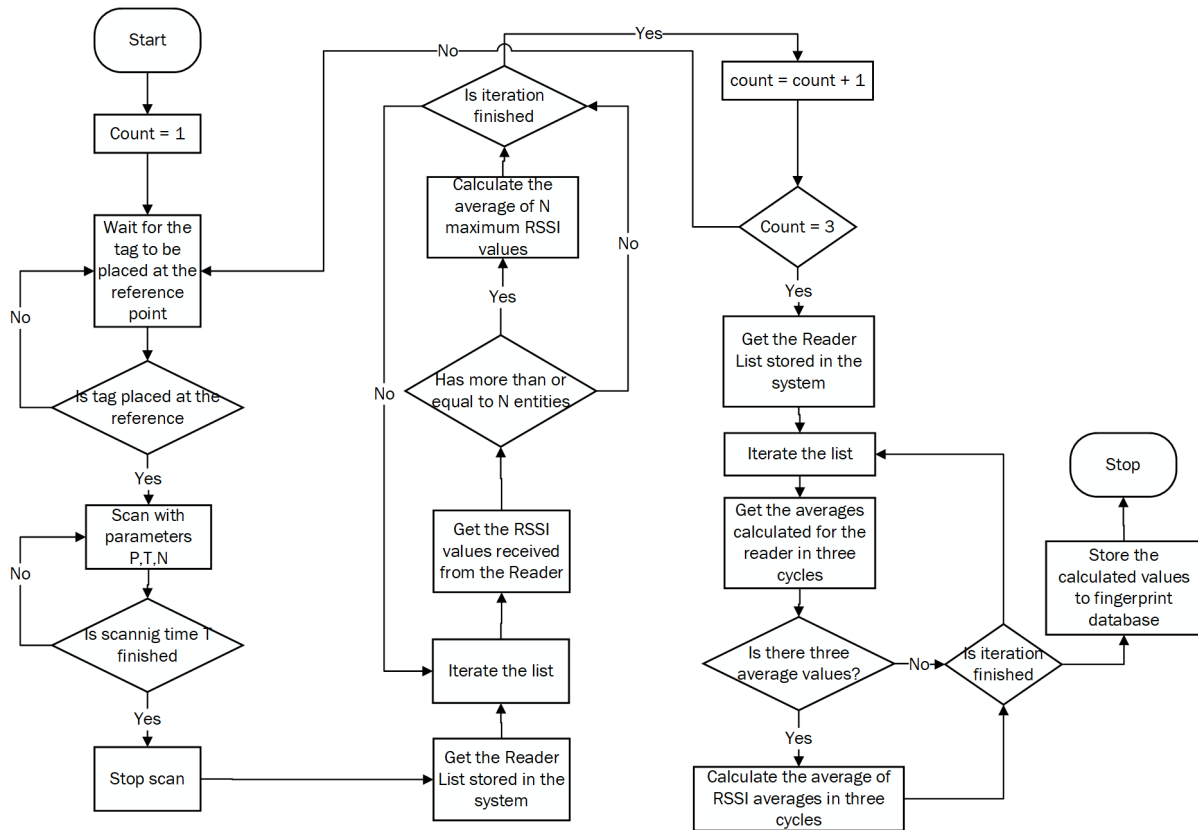 Start
Count = 1
Wait for the
tag to be
placed at the
reference
point
No
Is tag placed at the
reference
Yes
Scan with
parameters
P,T,N
No
Is scannig time T
finished
Yes
Stop scan
Get the Reader
List stored in the
system
Iterate the list
Get the RSSI
values received
from the Reader
Has more than or
equal to N entities
Yes
No
Calculate the
average of N
maximum RSSI
values
Is iteration
finished
No
Yes
count = count + 1
Count = 3
No
Yes
Get the Reader
List stored in the
system
Iterate the list
Get the averages
calculated for the
reader in three
cycles
Is there three
average values?
No
Yes
Calculate the average of
RSSI averages in three
cycles
Is iteration
finished
Store the
calculated values
to fingerprint
database
Stop